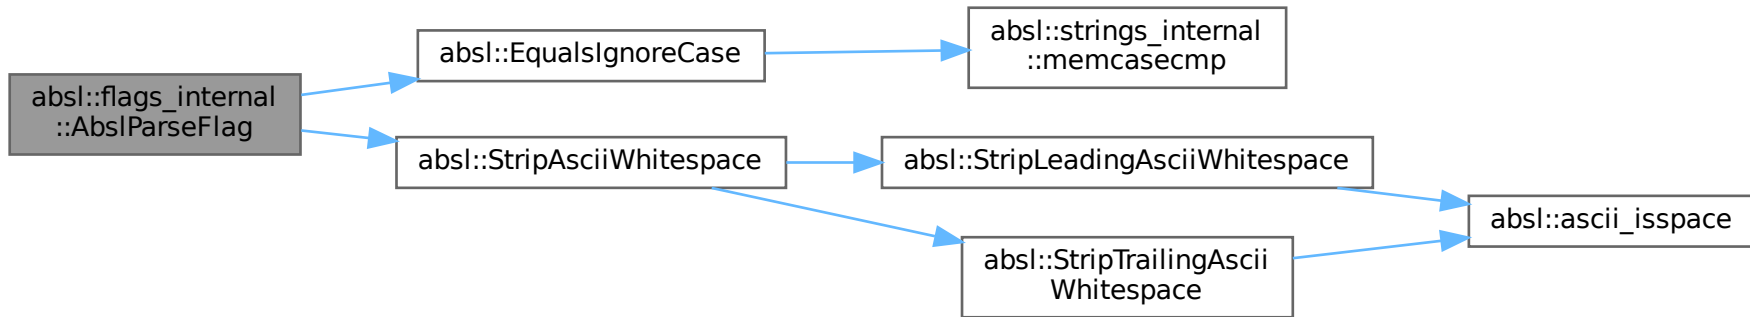 absl::flags_internal
::AbslParseFlag
absl::EqualsIgnoreCase
absl::strings_internal
::memcasecmp
absl::StripAsciiWhitespace
absl::StripLeadingAsciiWhitespace
absl::StripTrailingAscii
Whitespace
absl::ascii_isspace